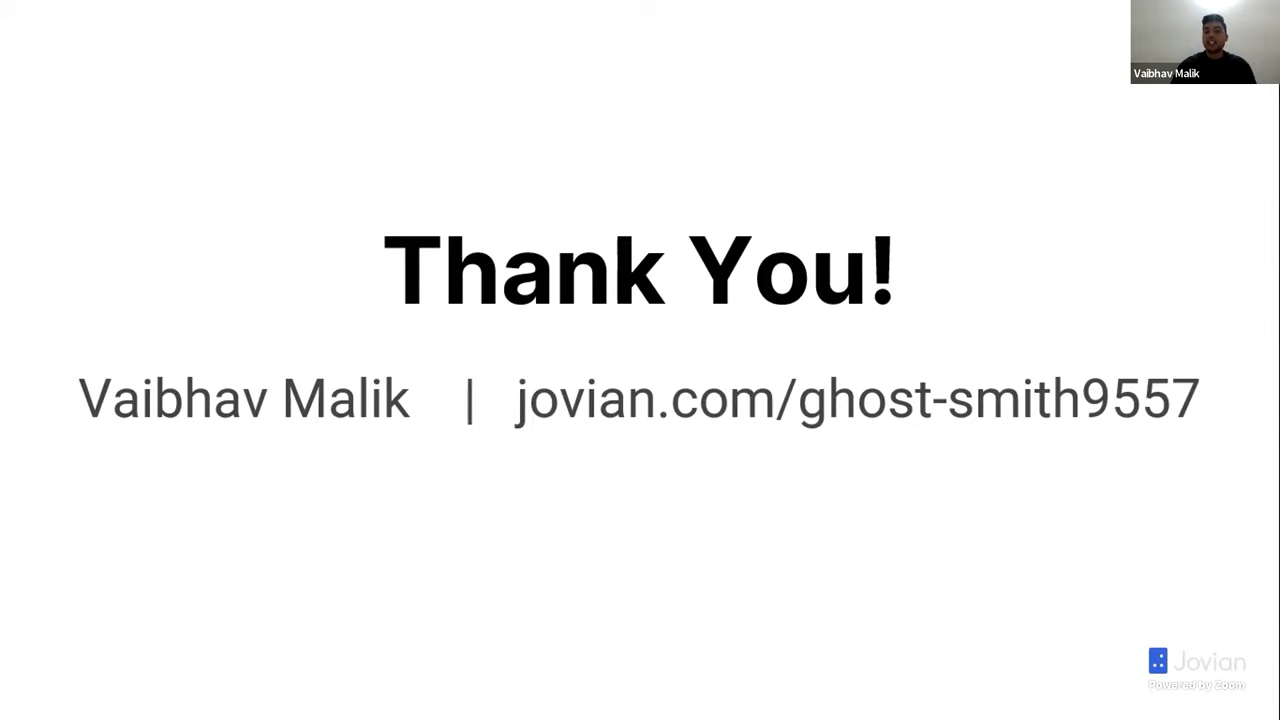 Vaibhav Malik
Thank You!
Vaibhav Malik | jovian.com/ghost-smith9557
Jovian
Powered by Zoom